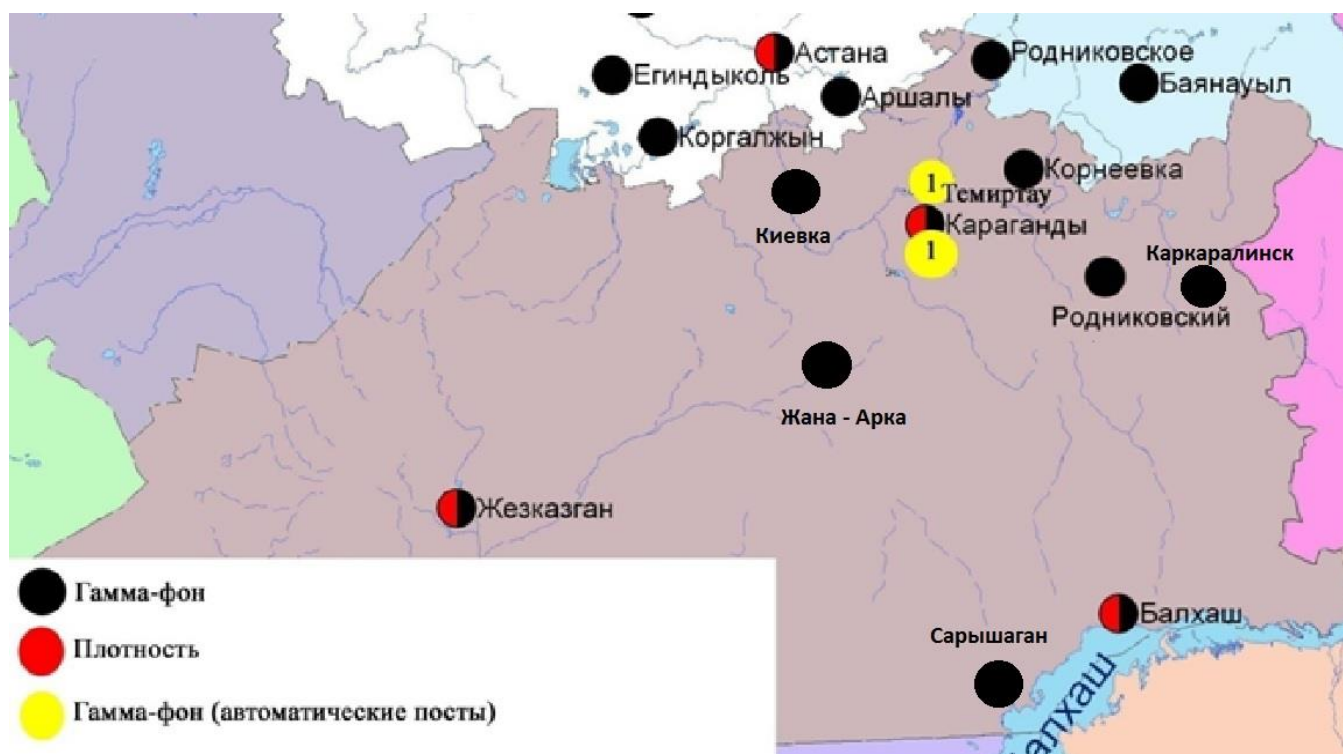 Астана
Родниковское
Егиндыколь
Баянауыл
Аршалы
Коргалжын
Корнеевка
1
Темиртау
Караганды
Киевка
1
Каркаралинск
Родниковский
Жана - Арка
Жезказган
Гамма-фон
Балхаш
Сарышаган
Плотность
Гамма-фон (автоматические посты)
алхаш